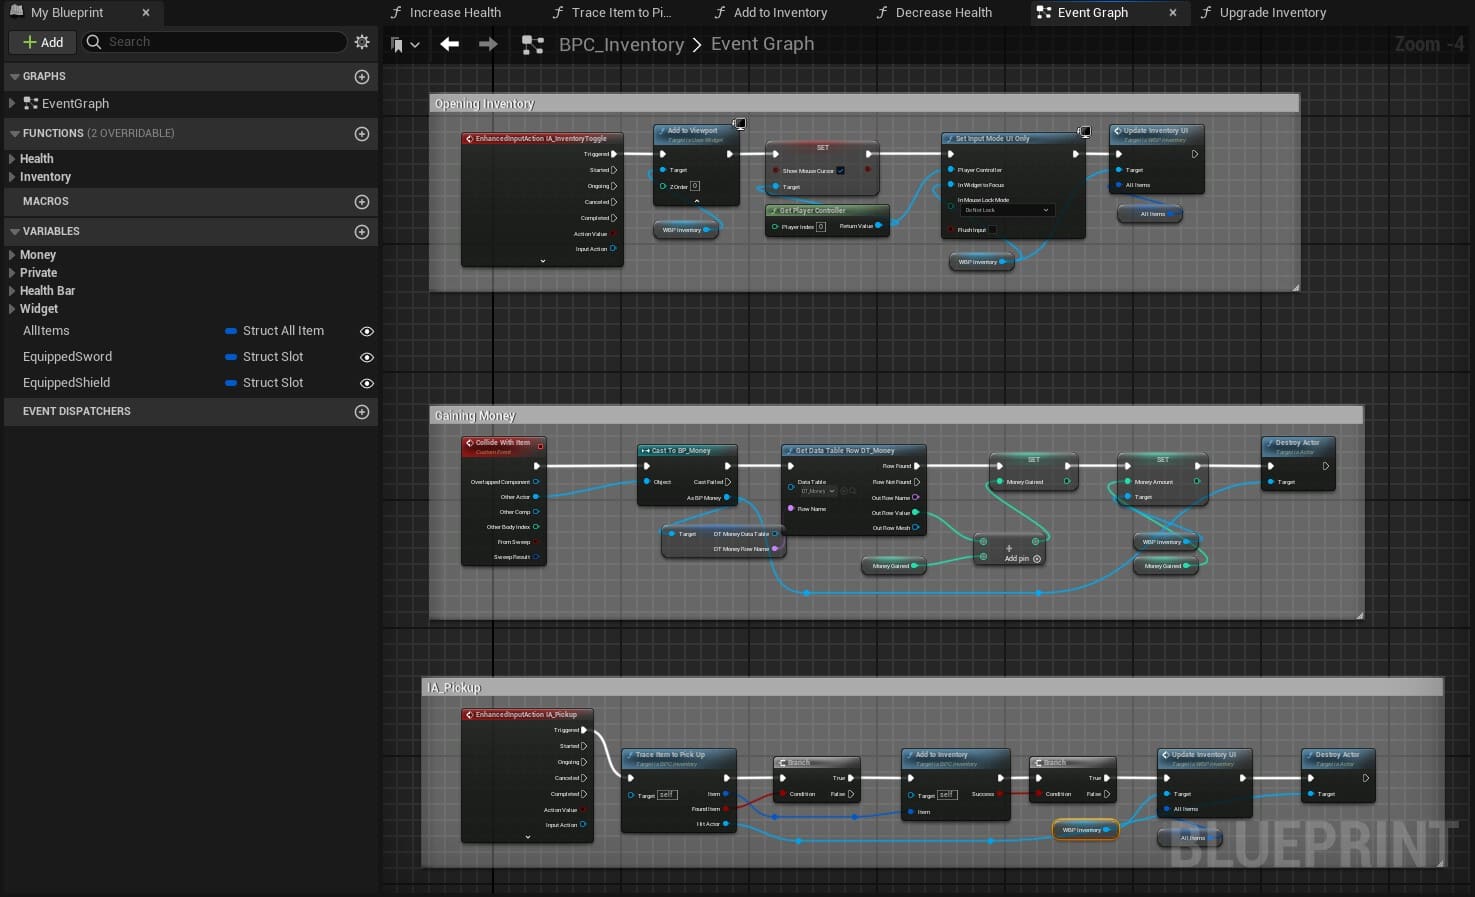 My Blueprint
Increase Health
Trace Item to Pi...
Add to Inventory
Decrease Health
Event Graph
Upgrade Inventory
Add
Search
BPC_Inventory > Event Graph
Zoom -4
GRAPHS
EventGraph
FUNCTIONS (2 OVERRIDABLE)
Health
Inventory
MACROS
VARIABLES
Money
Private
Health Bar
Widget
AllItems Struct All Item
EquippedSword Struct Slot
EquippedShield Struct Slot
EVENT DISPATCHERS
Opening Inventory
EnhancedInputAction IA_InventoryToggle
Triggered
Started
Ongoing
Canceled
Completed
Action Value
Input Action
Add to Viewport
Target is User Widget
Target
ZOrder 0
WBP Inventory
SET
Show Mouse Cursor
Target
Get Player Controller
Player Index 0 Return Value
Set Input Mode UI Only
Player Controller
In Widget to Focus
In Mouse Lock Mode
Do Not Lock
Flush Input
WBP Inventory
Update Inventory UI
Target is WBP Inventory
Target
All Items
All Items
Gaining Money
Collide With Item
Custom Event
Overlapped Component
Other Actor
Other Comp
Other Body Index
From Sweep
Sweep Result
Cast To BP_Money
Object Cast Failed
As BP Money
Target DT Money Data Table
DT Money Row Name
Get Data Table Row DT_Money
Row Found
Data Table Row Not Found
DT_Money
Out Row Name
Row Name Out Row Value
Out Row Mesh
Money Gained
Add pin
SET
Money Gained
SET
Money Amount
Target
WBP Inventory
Money Gained
Destroy Actor
Target is Actor
Target
IA_Pickup
EnhancedInputAction IA_Pickup
Triggered
Started
Ongoing
Canceled
Completed
Action Value
Input Action
Trace Item to Pick Up
Target is BPC Inventory
Target self Item
Found Item
Hit Actor
Branch
True
Condition False
Add to Inventory
Target is BPC Inventory
Target self Success
Item
Branch
True
Condition False
WBP Inventory
Update Inventory UI
Target is WBP Inventory
Target
All Items
All Items
Destroy Actor
Target is Actor
Target
BLUEPRINT